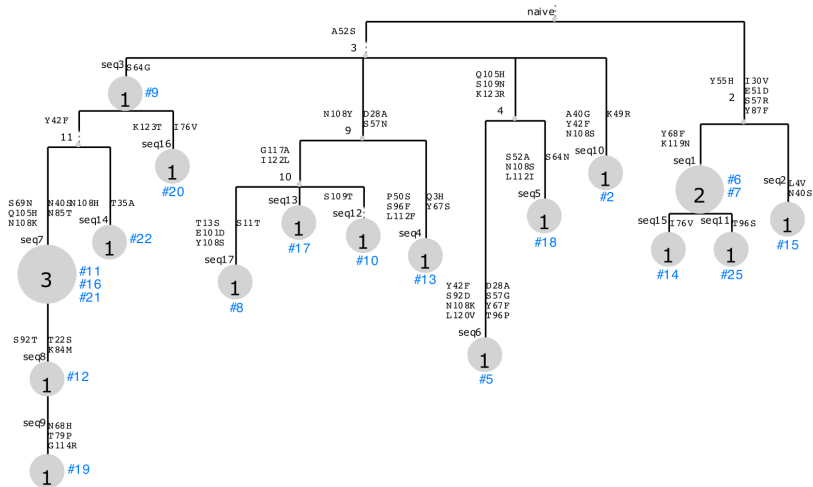 naive
A52S
3
seq3
S64G
1
#9
Y42F
11
K123T
I76V
seq16
1
#20
S69N
Q105H
N108K
N40S
N85T
seq7
3
#11
#16
#21
N108H
T35A
seq14
1
#22
S92T
T22S
K84M
seq8
1
#12
seq9
N68H
T79P
G114R
1
#19
N108Y
D28A
S57N
9
G117A
I122L
10
T13S
E101D
Y108S
S11T
seq17
1
#8
seq13
1
#17
S109T
seq12
1
#10
P50S
S96F
L112F
Q3H
Y67S
seq4
1
#13
Q105H
S109N
K123R
4
Y42F
S92D
N108K
L120V
D28A
S57G
Y67F
T96P
seq6
1
#5
S52A
N108S
L112I
S64N
seq5
1
#18
A40G
Y42F
N108S
K49R
seq10
1
#2
Y55H
2
I30V
E51D
S57R
Y87F
Y68F
K119N
seq1
2
#6
#7
seq15
I76V
1
#14
seq11
T96S
1
#25
seq2
L4V
N40S
1
#15